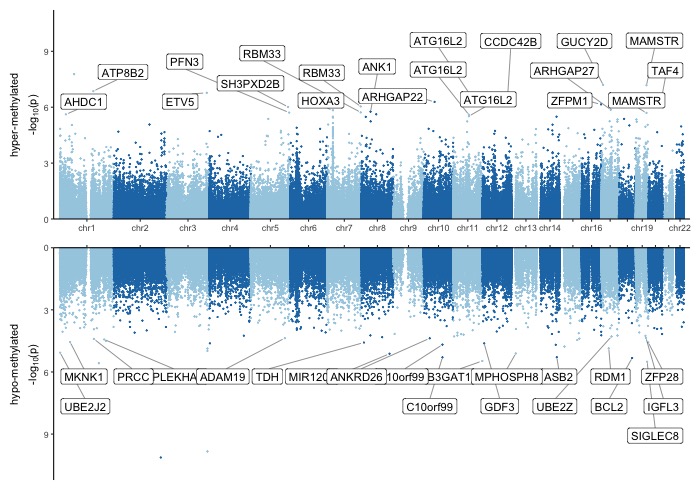 hyper-methylated
-log10(p)
9
6
3
0
ATG16L2
CCDC42B
GUCY2D
MAMSTR
RBM33
PFN3
ATP8B2
RBM33
ANK1
ATG16L2
ARHGAP27
TAF4
SH3PXD2B
AHDC1
ETV5
HOXA3
ARHGAP22
ATG16L2
ZFPM1
MAMSTR
chr1
chr2
chr3
chr4
chr5
chr6
chr7
chr8
chr9
chr10
chr11
chr12
chr13
chr14
chr16
chr19
chr22
hypo-methylated
-log10(p)
0
3
6
9
MKNK1
PRCC
PLEKHA
ADAM19
TDH
MIR120
ANKRD26
10orf99
B3GAT1
MPHOSPH8
ASB2
RDM1
ZFP28
UBE2J2
C10orf99
GDF3
UBE2Z
BCL2
IGFL3
SIGLEC8